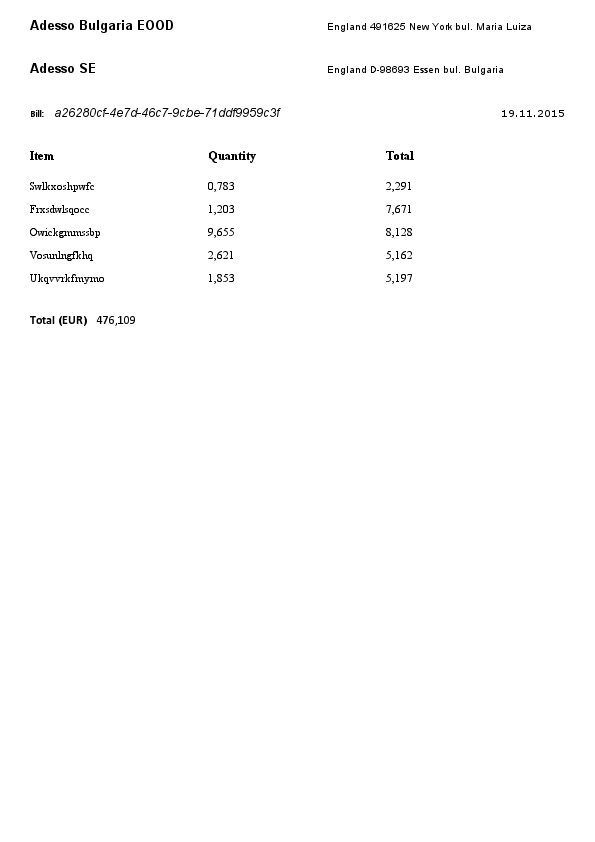 Adesso Bulgaria EOOD England 491625 New York bul. Maria Luiza
Adesso SE England D-98693 Essen bul. Bulgaria
Bill: a26280cf-4e7d-46c7-9cbe-71ddf9959c3f 19.11.2015
Item Quantity Total
Swlkxoshpwfc 0,783 2,291
Frxsdwlsqocc 1,203 7,671
Owickgmmssbp 9,655 8,128
Vosunlngfkhq 2,621 5,162
Ukqvvrkfmymo 1,853 5,197
Total (EUR) 476,109